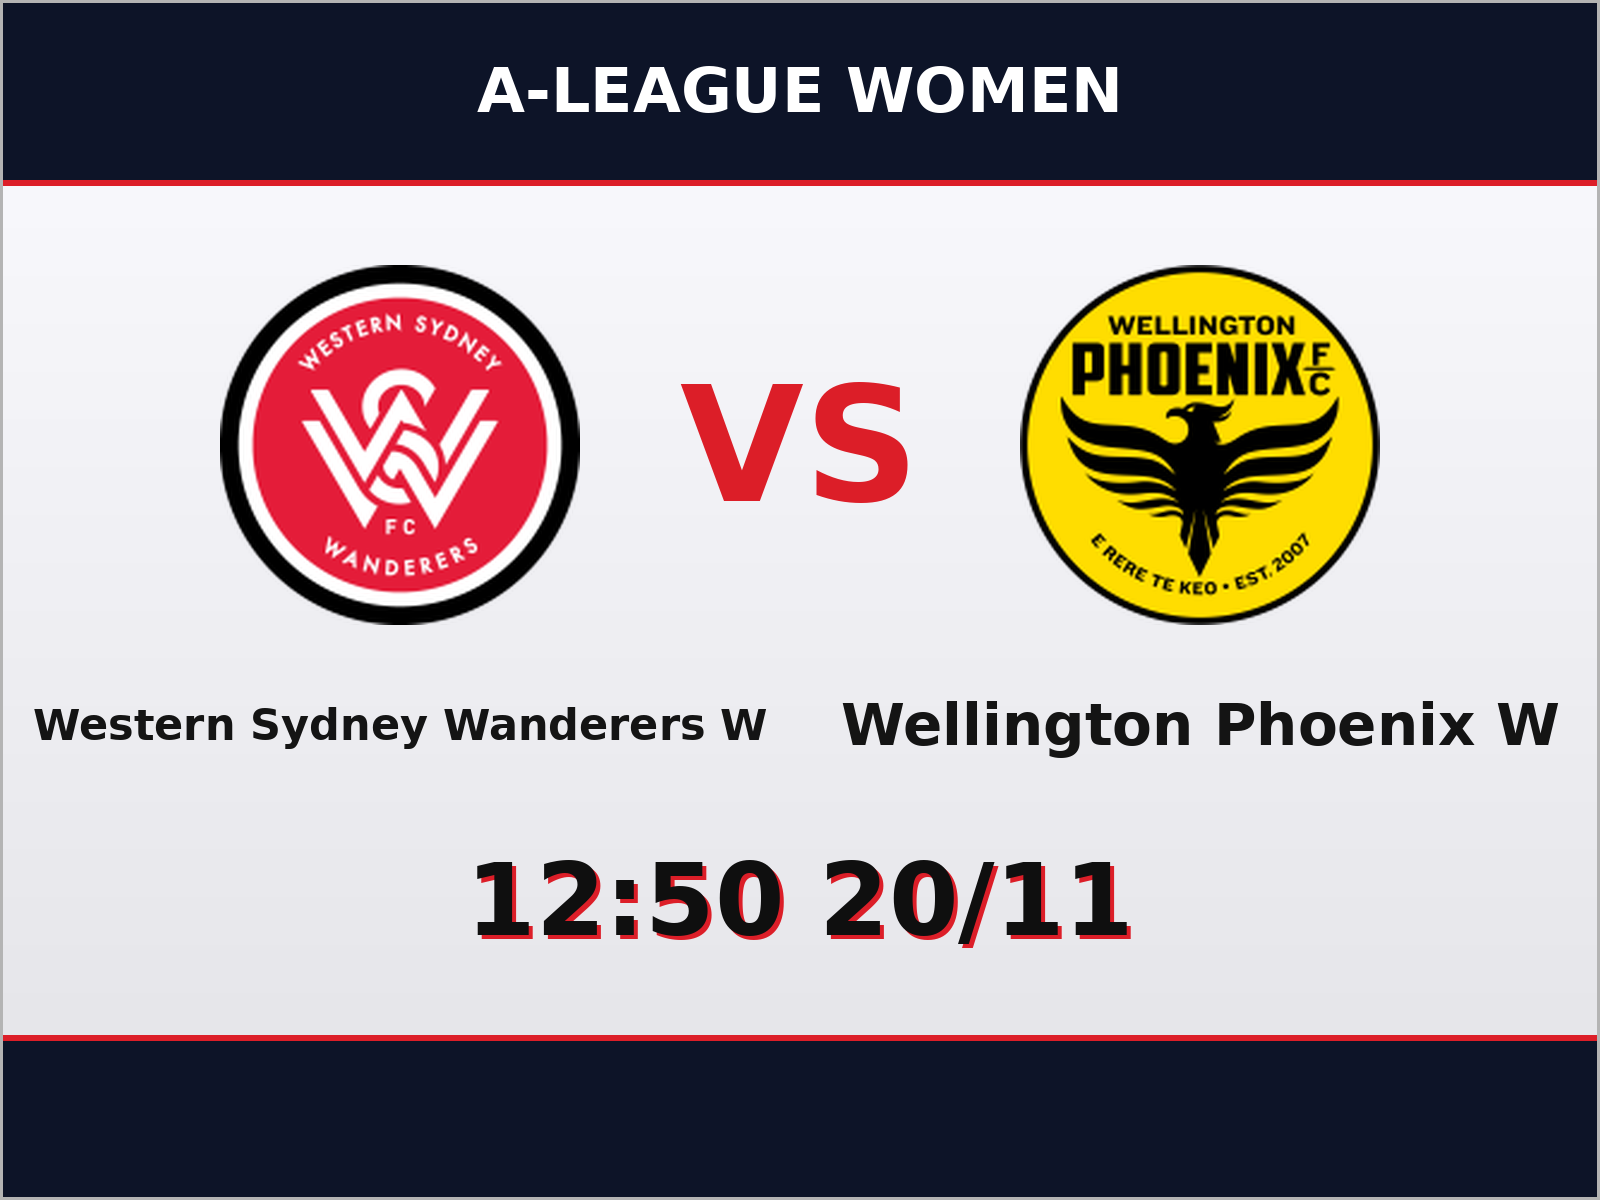 A-LEAGUE WOMEN
WESTERN SYDNEY
FC
WANDERERS
VS
WELLINGTON
PHOENIX FC
E RERE TE KEO • EST. 2007
Western Sydney Wanderers W
Wellington Phoenix W
12:50 20/11